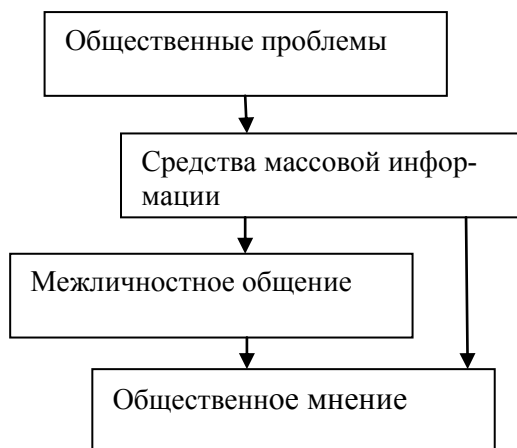 Общественные проблемы
Средства массовой инфор-
мации
Межличностное общение
Общественное мнение